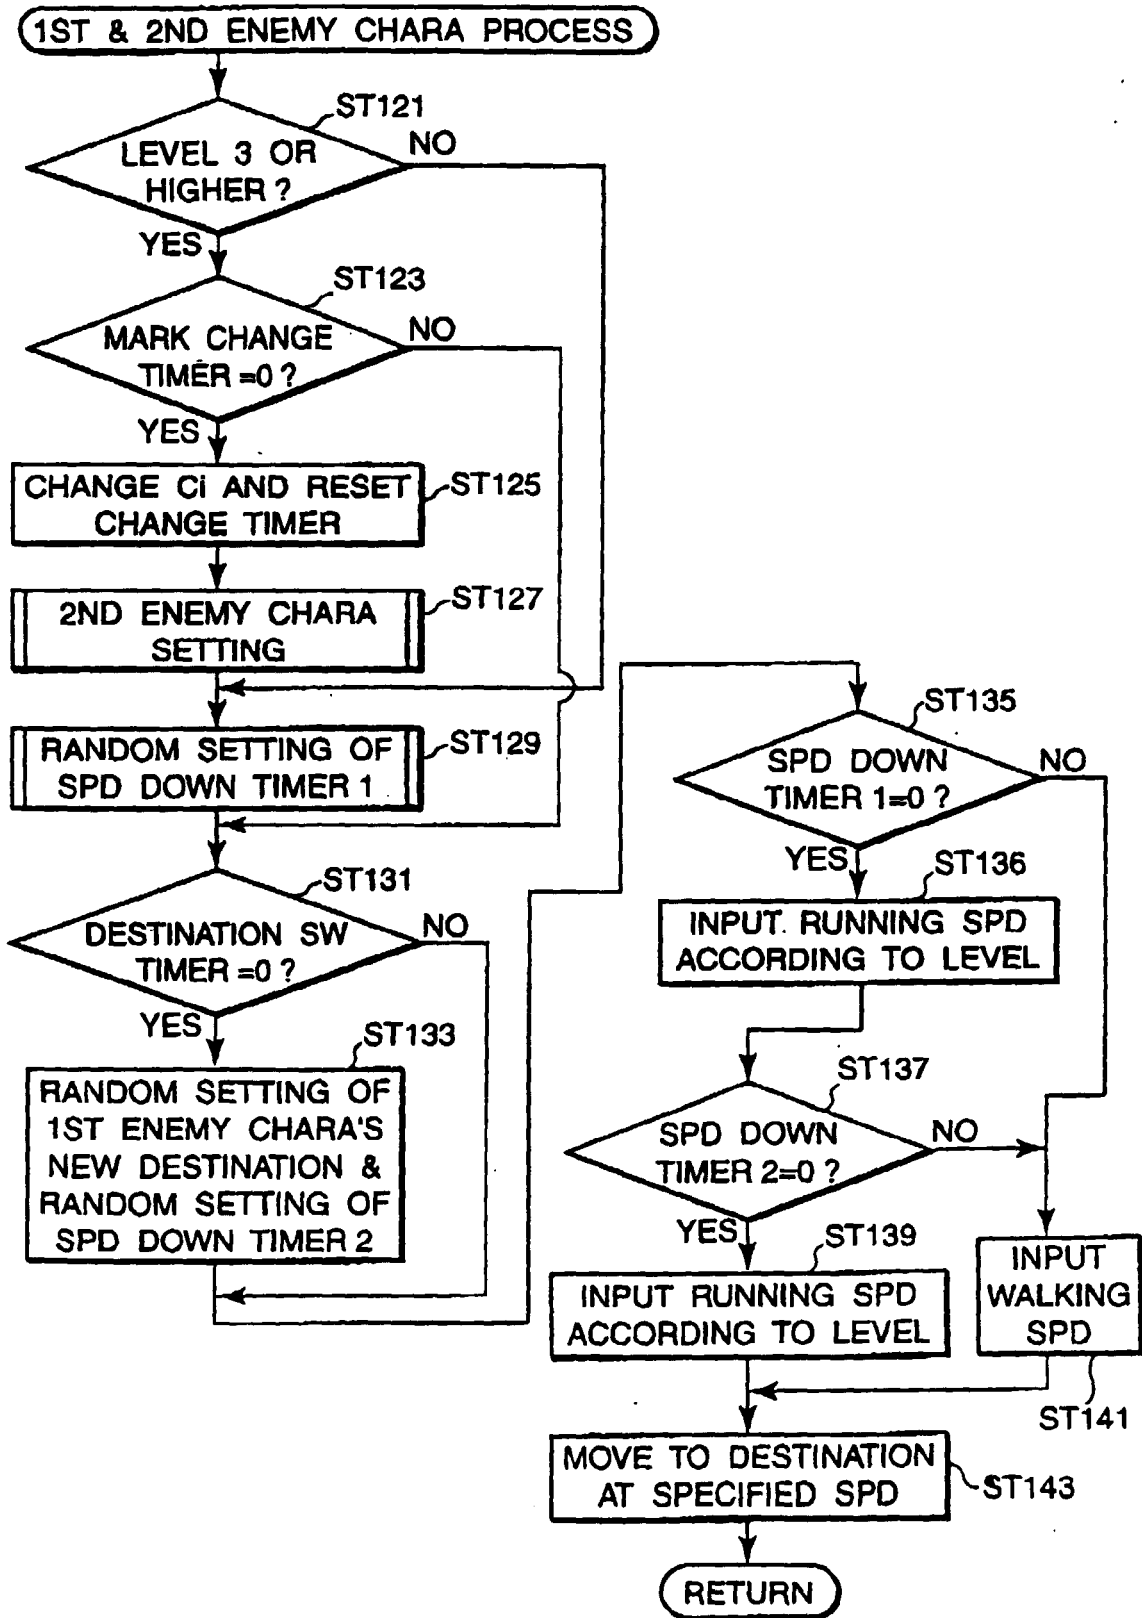 1ST & 2ND ENEMY CHARA PROCESS
ST121
LEVEL 3 OR
HIGHER ?
NO
YES
ST123
MARK CHANGE
TIMER =0 ?
NO
YES
CHANGE Ci AND RESET
CHANGE TIMER
ST125
2ND ENEMY CHARA
SETTING
ST127
RANDOM SETTING OF
SPD DOWN TIMER 1
ST129
ST131
DESTINATION SW
TIMER =0 ?
NO
YES
ST133
RANDOM SETTING OF
1ST ENEMY CHARA'S
NEW DESTINATION &
RANDOM SETTING OF
SPD DOWN TIMER 2
ST135
SPD DOWN
TIMER 1=0 ?
NO
YES
ST136
INPUT. RUNNING SPD
ACCORDING TO LEVEL
ST137
SPD DOWN
TIMER 2=0 ?
NO
YES
ST139
INPUT RUNNING SPD
ACCORDING TO LEVEL
INPUT
WALKING
SPD
ST141
MOVE TO DESTINATION
AT SPECIFIED SPD
ST143
RETURN